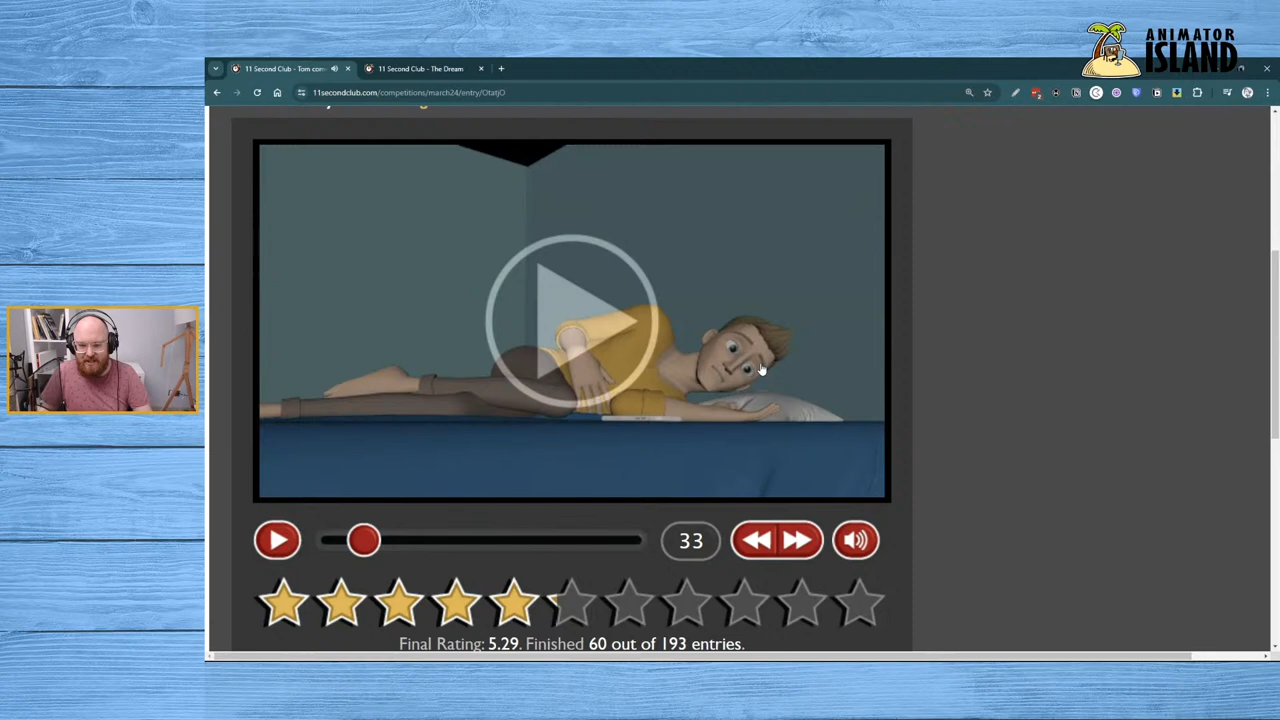 ANIMATOR
ISLAND
11 Second Club - Tom con
11 Second Club - The Dream
11secondclub.com/competitions/march24/entry/OtatjO
33
Final Rating: 5.29. Finished 60 out of 193 entries.